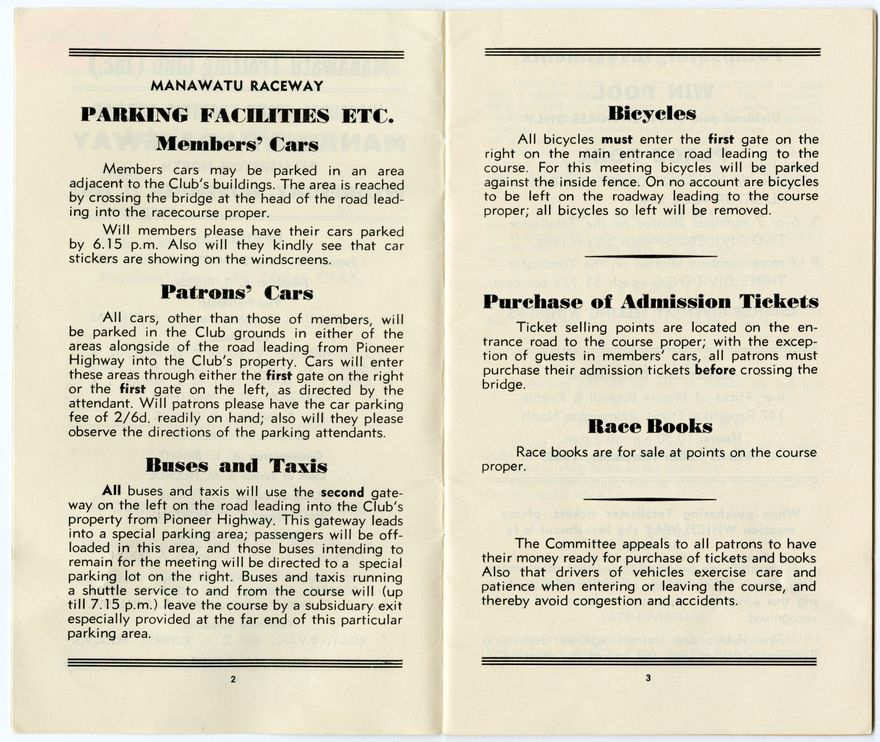 MANAWATU RACEWAY
PARKING FACILITIES ETC.
Members' Cars
Members cars may be parked in an area
adjacent to the Club's buildings. The area is reached
by crossing the bridge at the head of the road lead-
ing into the racecourse proper.
Will members please have their cars parked
by 6.15 p.m. Also will they kindly see that car
stickers are showing on the windscreens.
Patrons' Cars
All cars, other than those of members, will
be parked in the Club grounds in either of the
areas alongside of the road leading from Pioneer
Highway into the Club's property. Cars will enter
these areas through either the first gate on the right
or the first gate on the left, as directed by the
attendant. Will patrons please have the car parking
fee of 2/6d. readily on hand; also will they please
observe the directions of the parking attendants.
Buses and Taxis
All buses and taxis will use the second gate-
way on the left on the road leading into the Club's
property from Pioneer Highway. This gateway leads
into a special parking area; passengers will be off-
loaded in this area, and those buses intending to
remain for the meeting will be directed to a special
parking lot on the right. Buses and taxis running
a shuttle service to and from the course will (up
till 7.15 p.m.) leave the course by a subsiduary exit
especially provided at the far end of this particular
parking area.
2
Bicycles
All bicycles must enter the first gate on the
right on the main entrance road leading to the
course. For this meeting bicycles will be parked
against the inside fence. On no account are bicycles
to be left on the roadway leading to the course
proper; all bicycles so left will be removed.
Purchase of Admission Tickets
Ticket selling points are located on the en-
trance road to the course proper; with the excep-
tion of guests in members' cars, all patrons must
purchase their admission tickets before crossing the
bridge.
Race Books
Race books are for sale at points on the course
proper.
The Committee appeals to all patrons to have
their money ready for purchase of tickets and books
Also that drivers of vehicles exercise care and
patience when entering or leaving the course, and
thereby avoid congestion and accidents.
3